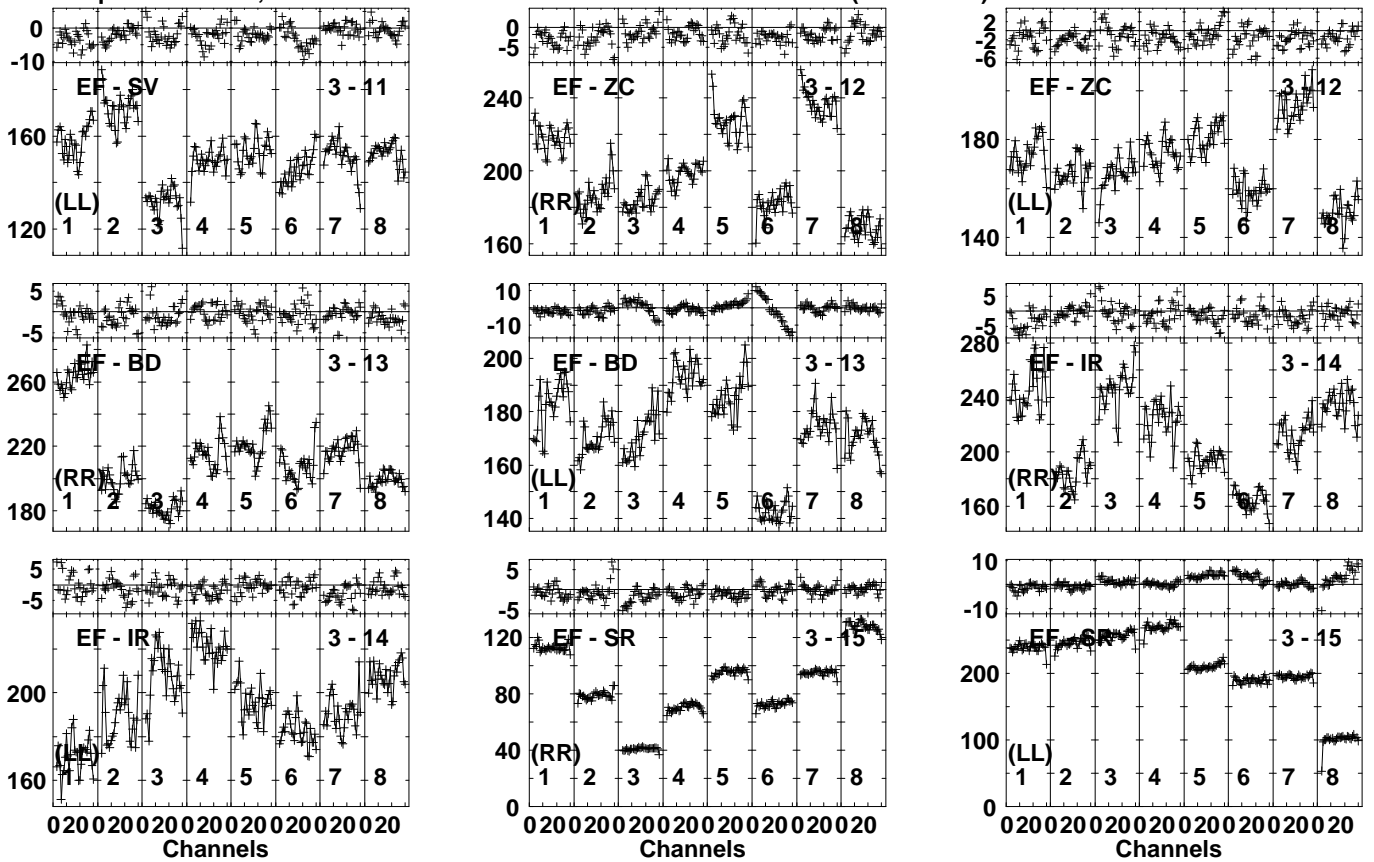 0
-10
EF - SV 3 - 11
160
120
(LL)
1 2 3 4 5 6 7 8
0
-5
EF - ZC 3 - 12
240
200
160
(RR)
1 2 3 4 5 6 7 8
2
-2
-6
EF - ZC 3 - 12
180
140
(LL)
1 2 3 4 5 6 7 8
5
-5
EF - BD 3 - 13
260
220
180
(RR)
1 2 3 4 5 6 7 8
10
-10
EF - BD 3 - 13
200
180
160
140
(LL)
1 2 3 4 5 6 7 8
5
-5
EF - IR 3 - 14
280
240
200
160
(RR)
1 2 3 4 5 6 7 8
5
-5
EF - IR 3 - 14
200
160
(LL)
1 2 3 4 5 6 7 8
0 20 0 20 0 20 0 20 0 20 0 20 0 20 0 20
Channels
5
-5
EF - SR 3 - 15
120
80
40
0
(RR)
1 2 3 4 5 6 7 8
0 20 0 20 0 20 0 20 0 20 0 20 0 20 0 20
Channels
10
-10
EF - SR 3 - 15
200
100
0
(LL)
1 2 3 4 5 6 7 8
0 20 0 20 0 20 0 20 0 20 0 20 0 20 0 20
Channels